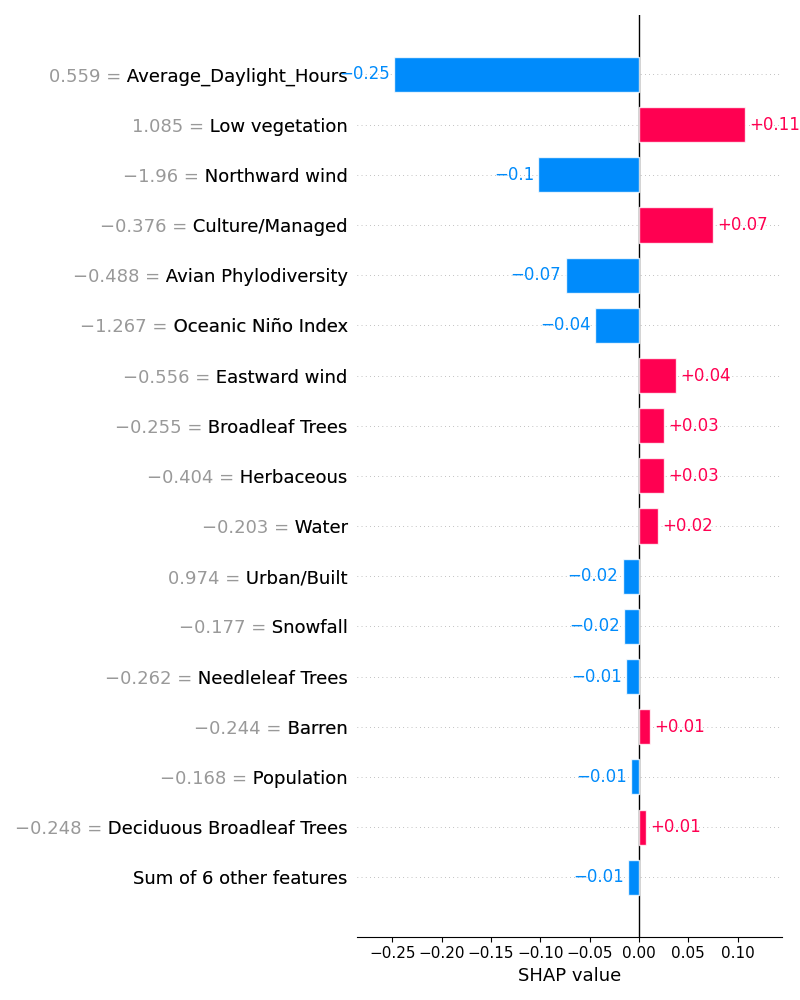 0.559 = Average_Daylight_Hours −0.25
1.085 = Low vegetation +0.11
−1.96 = Northward wind −0.1
−0.376 = Culture/Managed +0.07
−0.488 = Avian Phylodiversity −0.07
−1.267 = Oceanic Niño Index −0.04
−0.556 = Eastward wind +0.04
−0.255 = Broadleaf Trees +0.03
−0.404 = Herbaceous +0.03
−0.203 = Water +0.02
0.974 = Urban/Built −0.02
−0.177 = Snowfall −0.02
−0.262 = Needleleaf Trees −0.01
−0.244 = Barren +0.01
−0.168 = Population −0.01
−0.248 = Deciduous Broadleaf Trees +0.01
Sum of 6 other features −0.01
−0.25 −0.20 −0.15 −0.10 −0.05 0.00 0.05 0.10
SHAP value